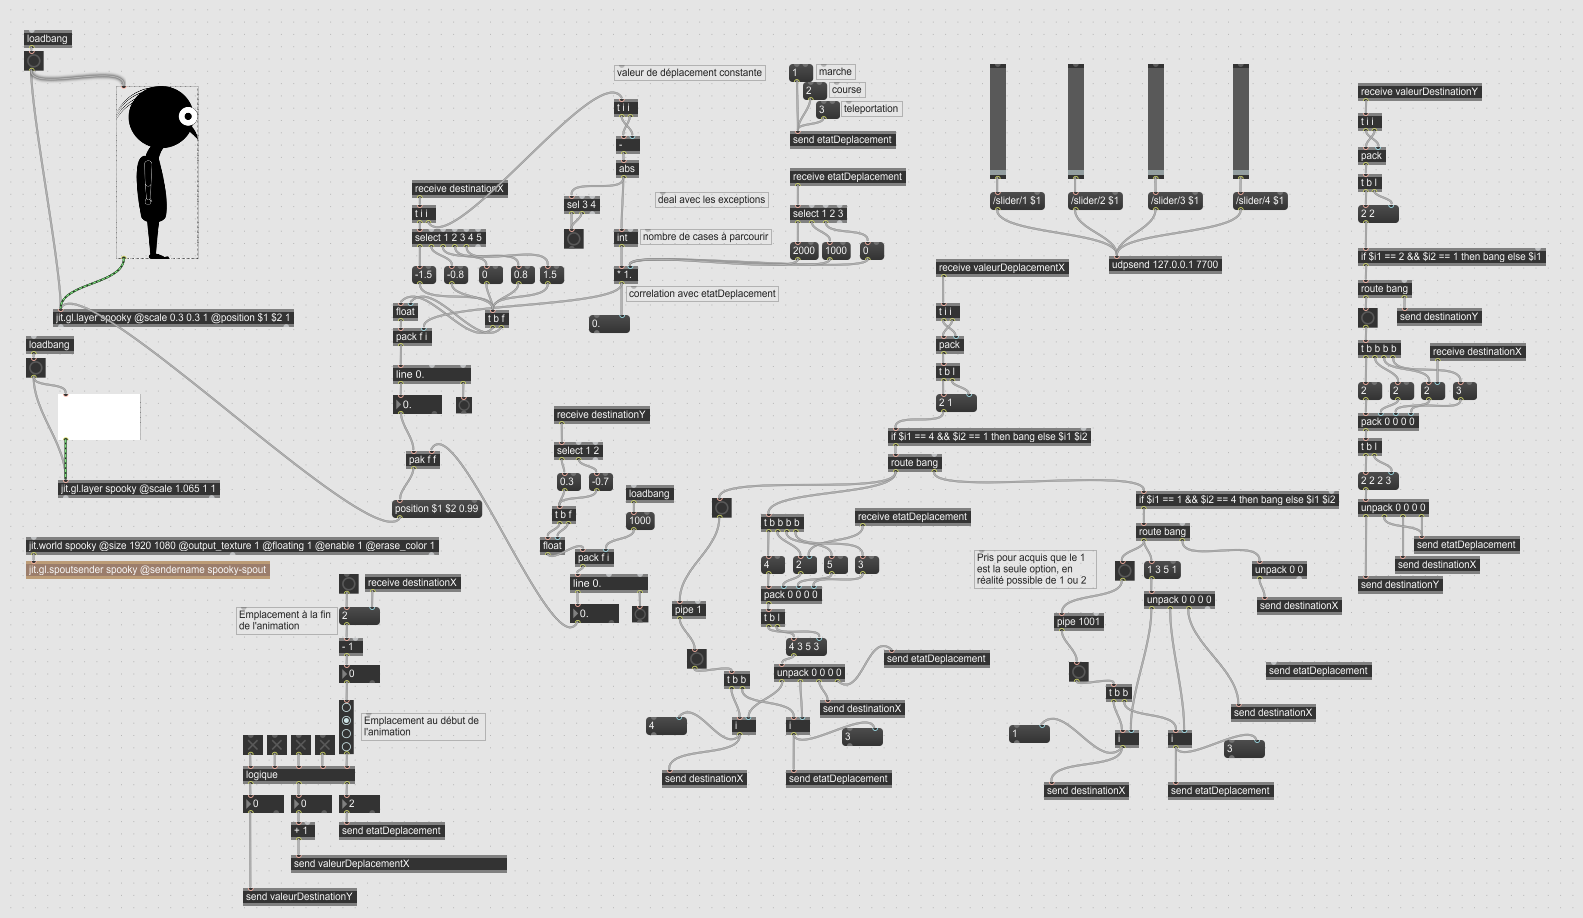 loadbang
jit.gl.layer spooky @scale 0.3 0.3 1 @position $1 $2 1
loadbang
jit.gl.layer spooky @scale 1.065 1 1
jit.world spooky @size 1920 1080 @output_texture 1 @floating 1 @enable 1 @erase_color 1
jit.gl.spoutsender spooky @sendername spooky-spout
receive destinationX
Emplacement à la fin
de l'animation
2
- 1
0
Emplacement au début de
l'animation
logique
0
0
2
+ 1
send etatDeplacement
send valeurDeplacementX
send valeurDestinationY
receive destinationX
t i i
select 1 2 3 4 5
-1.5
-0.8
0
0.8
1.5
float
t b f
pack f i
line 0.
0.
pak f f
position $1 $2 0.99
valeur de déplacement constante
t i i
-
abs
sel 3 4
deal avec les exceptions
int
nombre de cases à parcourir
* 1.
correlation avec etatDeplacement
0.
receive destinationY
select 1 2
0.3
-0.7
loadbang
1000
t b f
float
pack f i
line 0.
0.
1
marche
2
course
3
teleportation
send etatDeplacement
receive etatDeplacement
select 1 2 3
2000
1000
0
/slider/1 $1
/slider/2 $1
/slider/3 $1
/slider/4 $1
udpsend 127.0.0.1 7700
receive valeurDeplacementX
t i i
pack
t b l
2 1
if $i1 == 4 && $i2 == 1 then bang else $i1 $i2
route bang
t b b b b
receive etatDeplacement
4
2
5
3
pack 0 0 0 0
t b l
4 3 5 3
unpack 0 0 0 0
send etatDeplacement
send destinationX
pipe 1
t b b
4
i
i
3
send destinationX
send etatDeplacement
if $i1 == 1 && $i2 == 4 then bang else $i1 $i2
route bang
Pris pour acquis que le 1
est la seule option, en
réalité possible de 1 ou 2
1 3 5 1
unpack 0 0
unpack 0 0 0 0
send destinationX
pipe 1001
send etatDeplacement
t b b
send destinationX
1
i
i
3
send destinationX
send etatDeplacement
receive valeurDestinationY
t i i
pack
t b l
2 2
if $i1 == 2 && $i2 == 1 then bang else $i1
route bang
send destinationY
t b b b b
receive destinationX
2
2
2
3
pack 0 0 0 0
t b l
2 2 2 3
unpack 0 0 0 0
send etatDeplacement
send destinationX
send destinationY